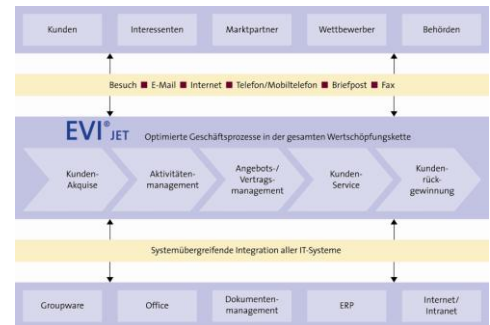 Kunden Interessenten Marktpartner Wettbewerber Behörden
Besuch ■ E-Mail ■ Internet ■ Telefon/Mobiltelefon ■ Briefpost ■ Fax
EVI® JET Optimierte Geschäftsprozesse in der gesamten Wertschöpfungskette
Kunden-
Akquise
Aktivitäten-
management
Angebots-/
Vertrags-
management
Kunden-
Service
Kunden-
rück-
gewinnung
Systemübergreifende Integration aller IT-Systeme
Groupware
Office
Dokumenten-
management
ERP
Internet/
Intranet